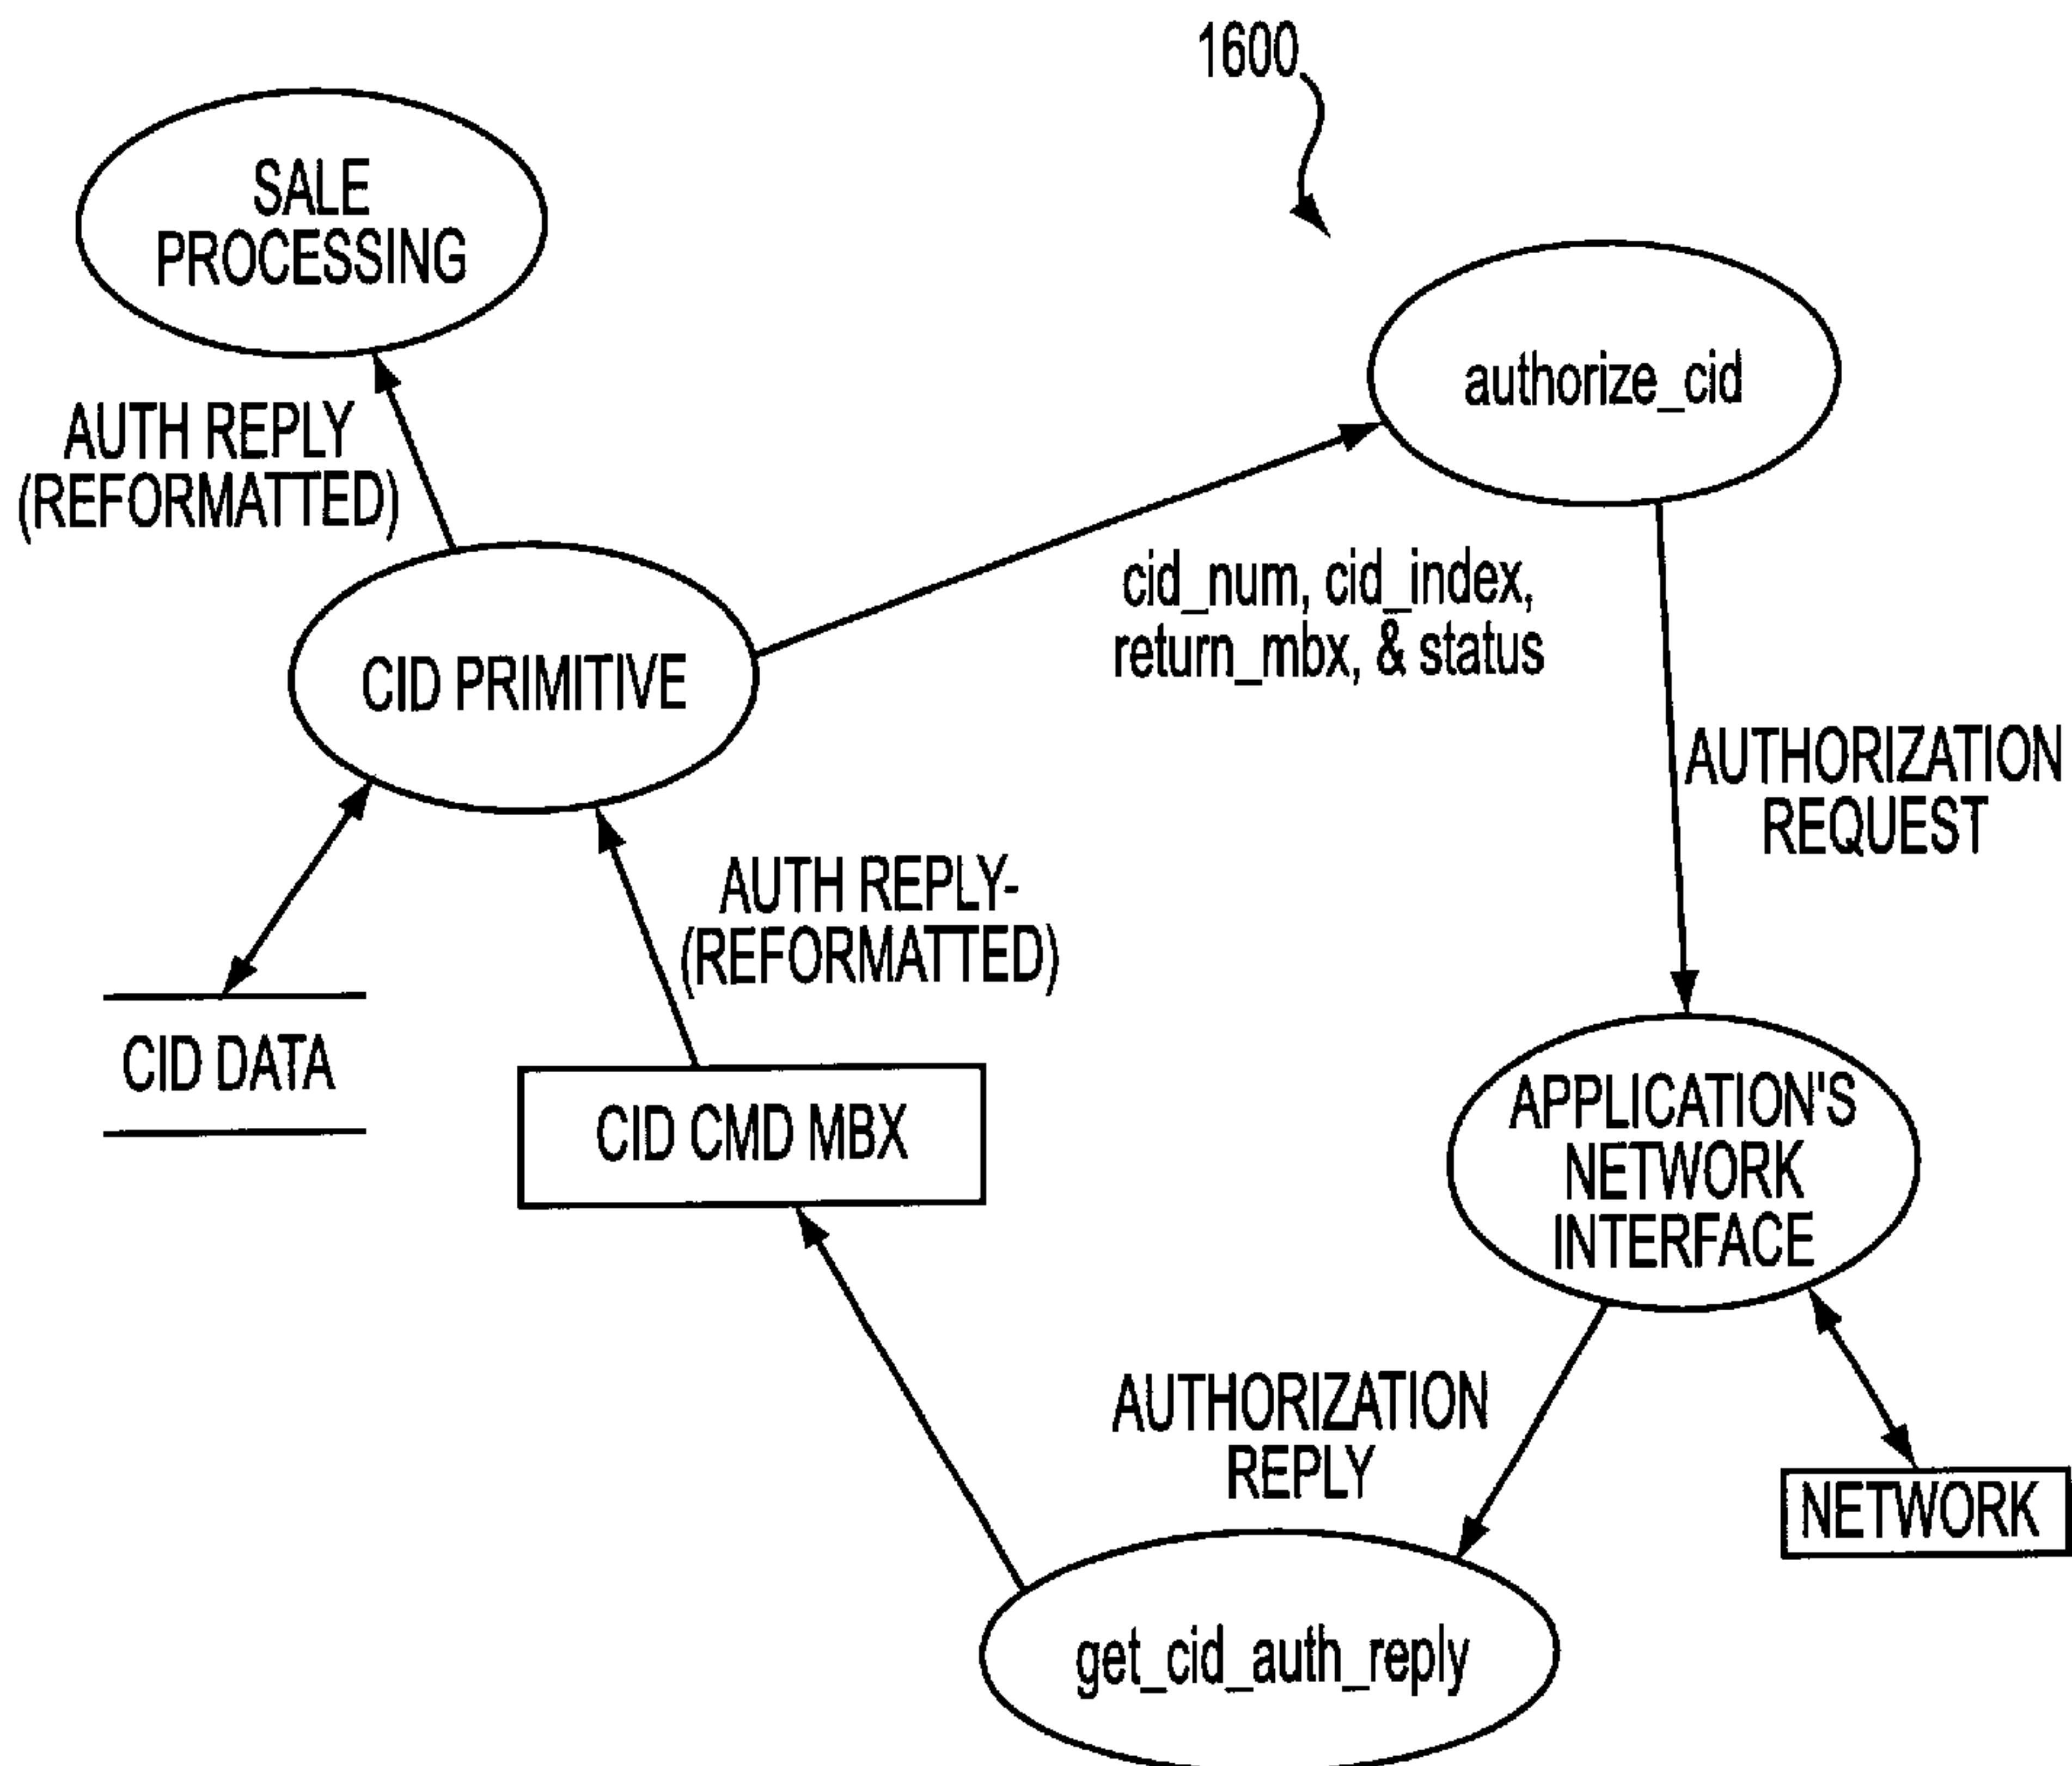 1600
SALE
PROCESSING
authorize_cid
AUTH REPLY
(REFORMATTED)
cid_num, cid_index,
return_mbx, & status
CID PRIMITIVE
AUTHORIZATION
REQUEST
AUTH REPLY-
(REFORMATTED)
CID DATA
CID CMD MBX
APPLICATION'S
NETWORK
INTERFACE
AUTHORIZATION
REPLY
NETWORK
get_cid_auth_reply